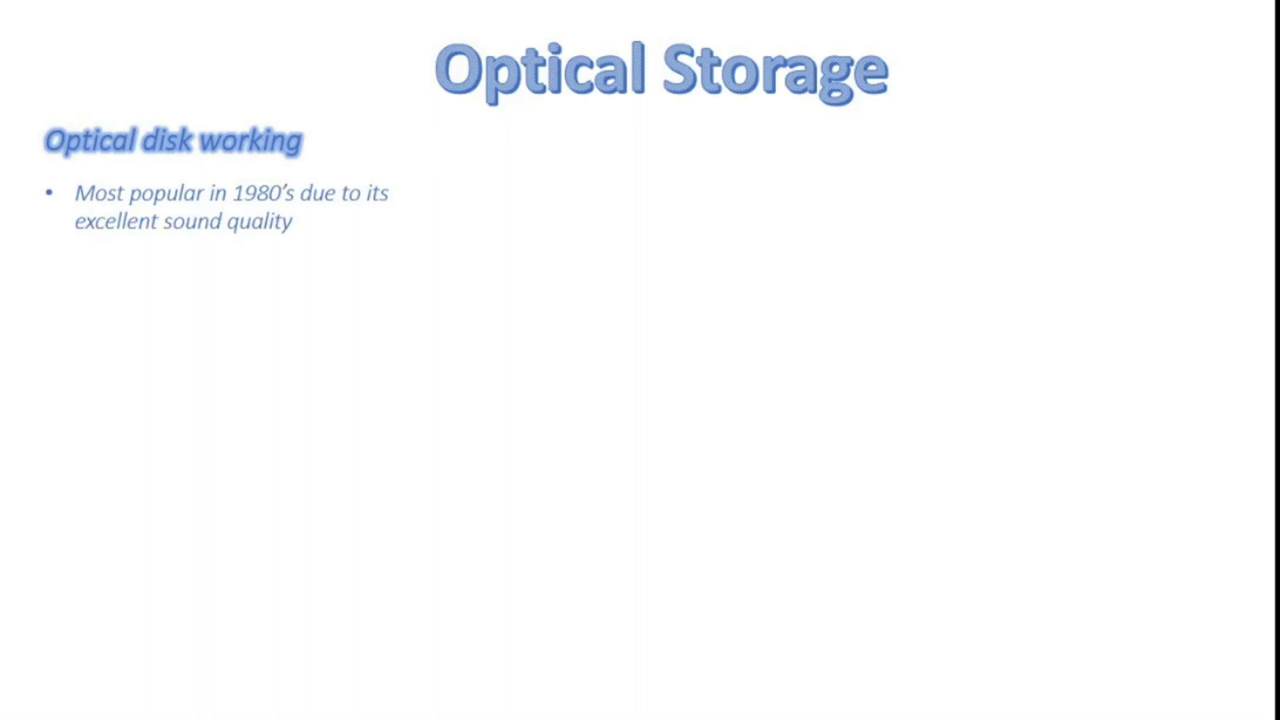 Optical Storage
Optical disk working
• Most popular in 1980’s due to its
excellent sound quality